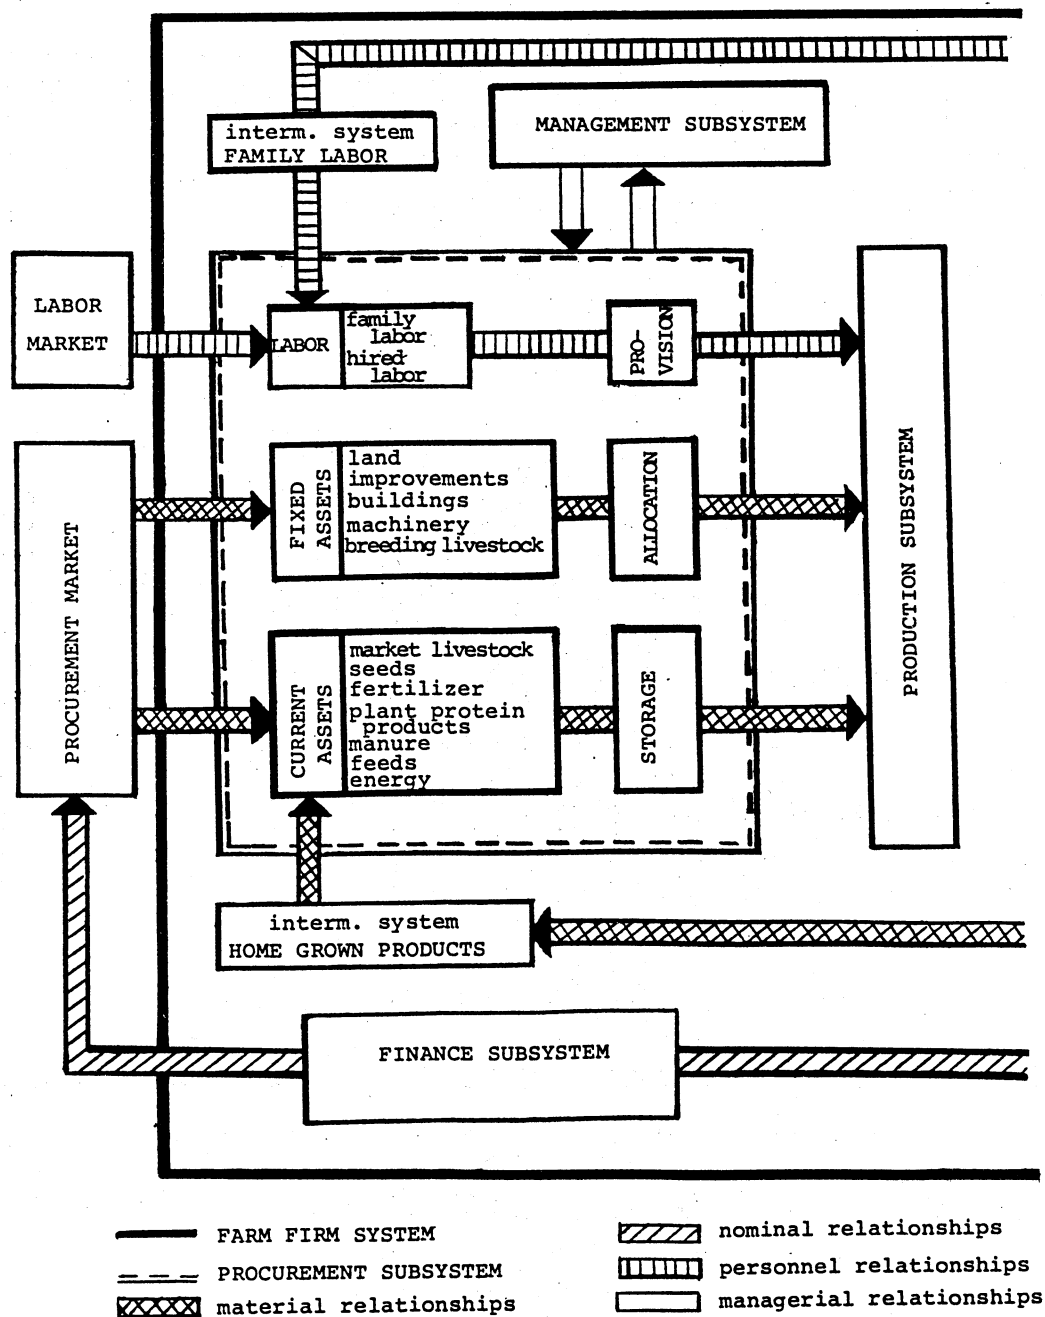 interm. system
FAMILY LABOR
MANAGEMENT SUBSYSTEM
LABOR
MARKET
LABOR
family
labor
hired
labor
PRO-
VISION
PROCUREMENT MARKET
FIXED
ASSETS
land
improvements
buildings
machinery
breeding livestock
ALLOCATION
PRODUCTION SUBSYSTEM
CURRENT
ASSETS
market livestock
seeds
fertilizer
plant protein
products
manure
feeds
energy
STORAGE
interm. system
HOME GROWN PRODUCTS
FINANCE SUBSYSTEM
FARM FIRM SYSTEM
PROCUREMENT SUBSYSTEM
material relationships
nominal relationships
personnel relationships
managerial relationships